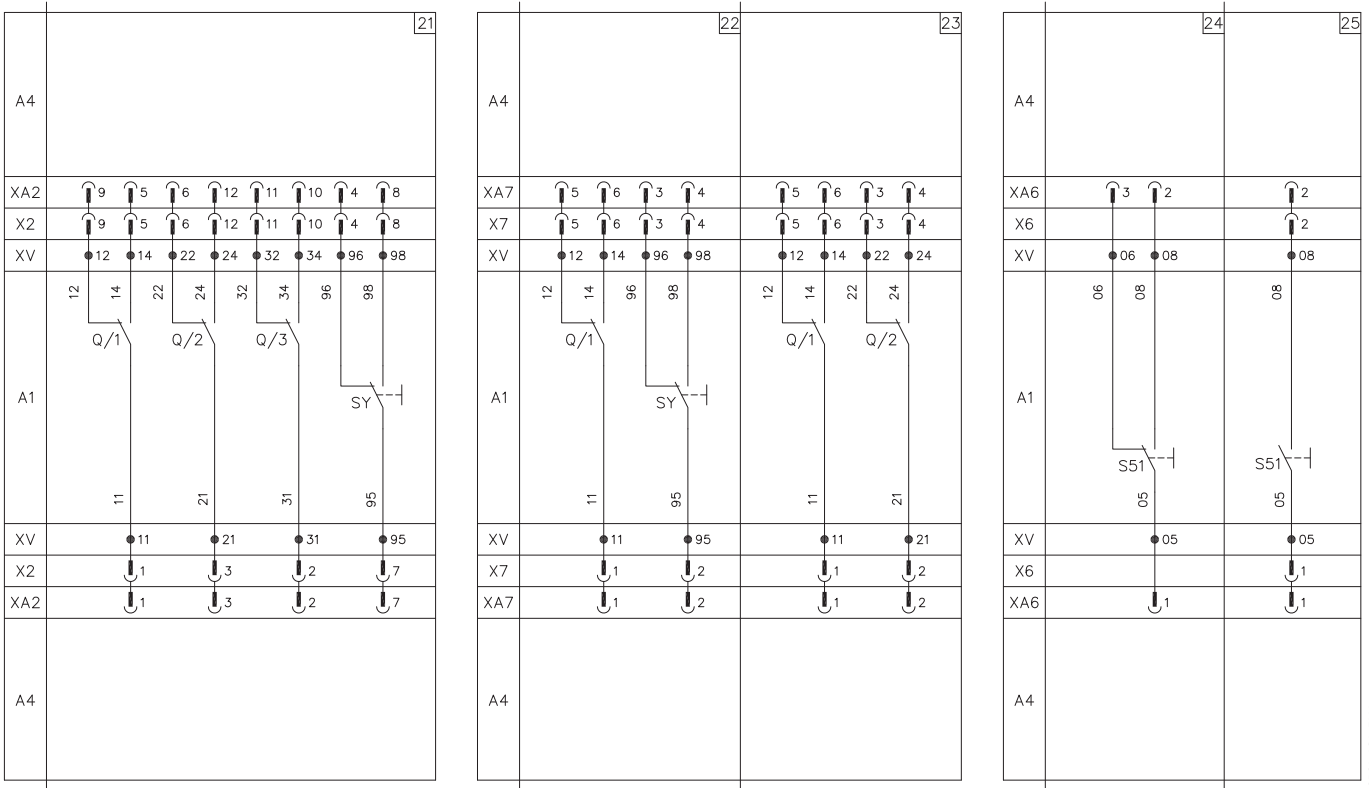 21 22 23 24 25
A4 A4 A4
XA2 9 5 6 12 11 10 4 8 XA7 5 6 3 4 5 6 3 4 XA6 3 2 2
X2 9 5 6 12 11 10 4 8 X7 5 6 3 4 5 6 3 4 X6 2
XV 12 14 22 24 32 34 96 98 XV 12 14 96 98 12 14 22 24 XV 06 08 08
12 14 22 24 32 34 96 98 12 14 96 98 12 14 22 24 06 08 08
Q/1 Q/2 Q/3 Q/1 Q/1 Q/2
A1 SY A1 SY A1
S51 S51
11 21 31 95 11 95 11 21 05 05
XV 11 21 31 95 XV 11 95 11 21 XV 05 05
X2 1 3 2 7 X7 1 2 1 2 X6 1
XA2 1 3 2 7 XA7 1 2 1 2 XA6 1 1
A4 A4 A4